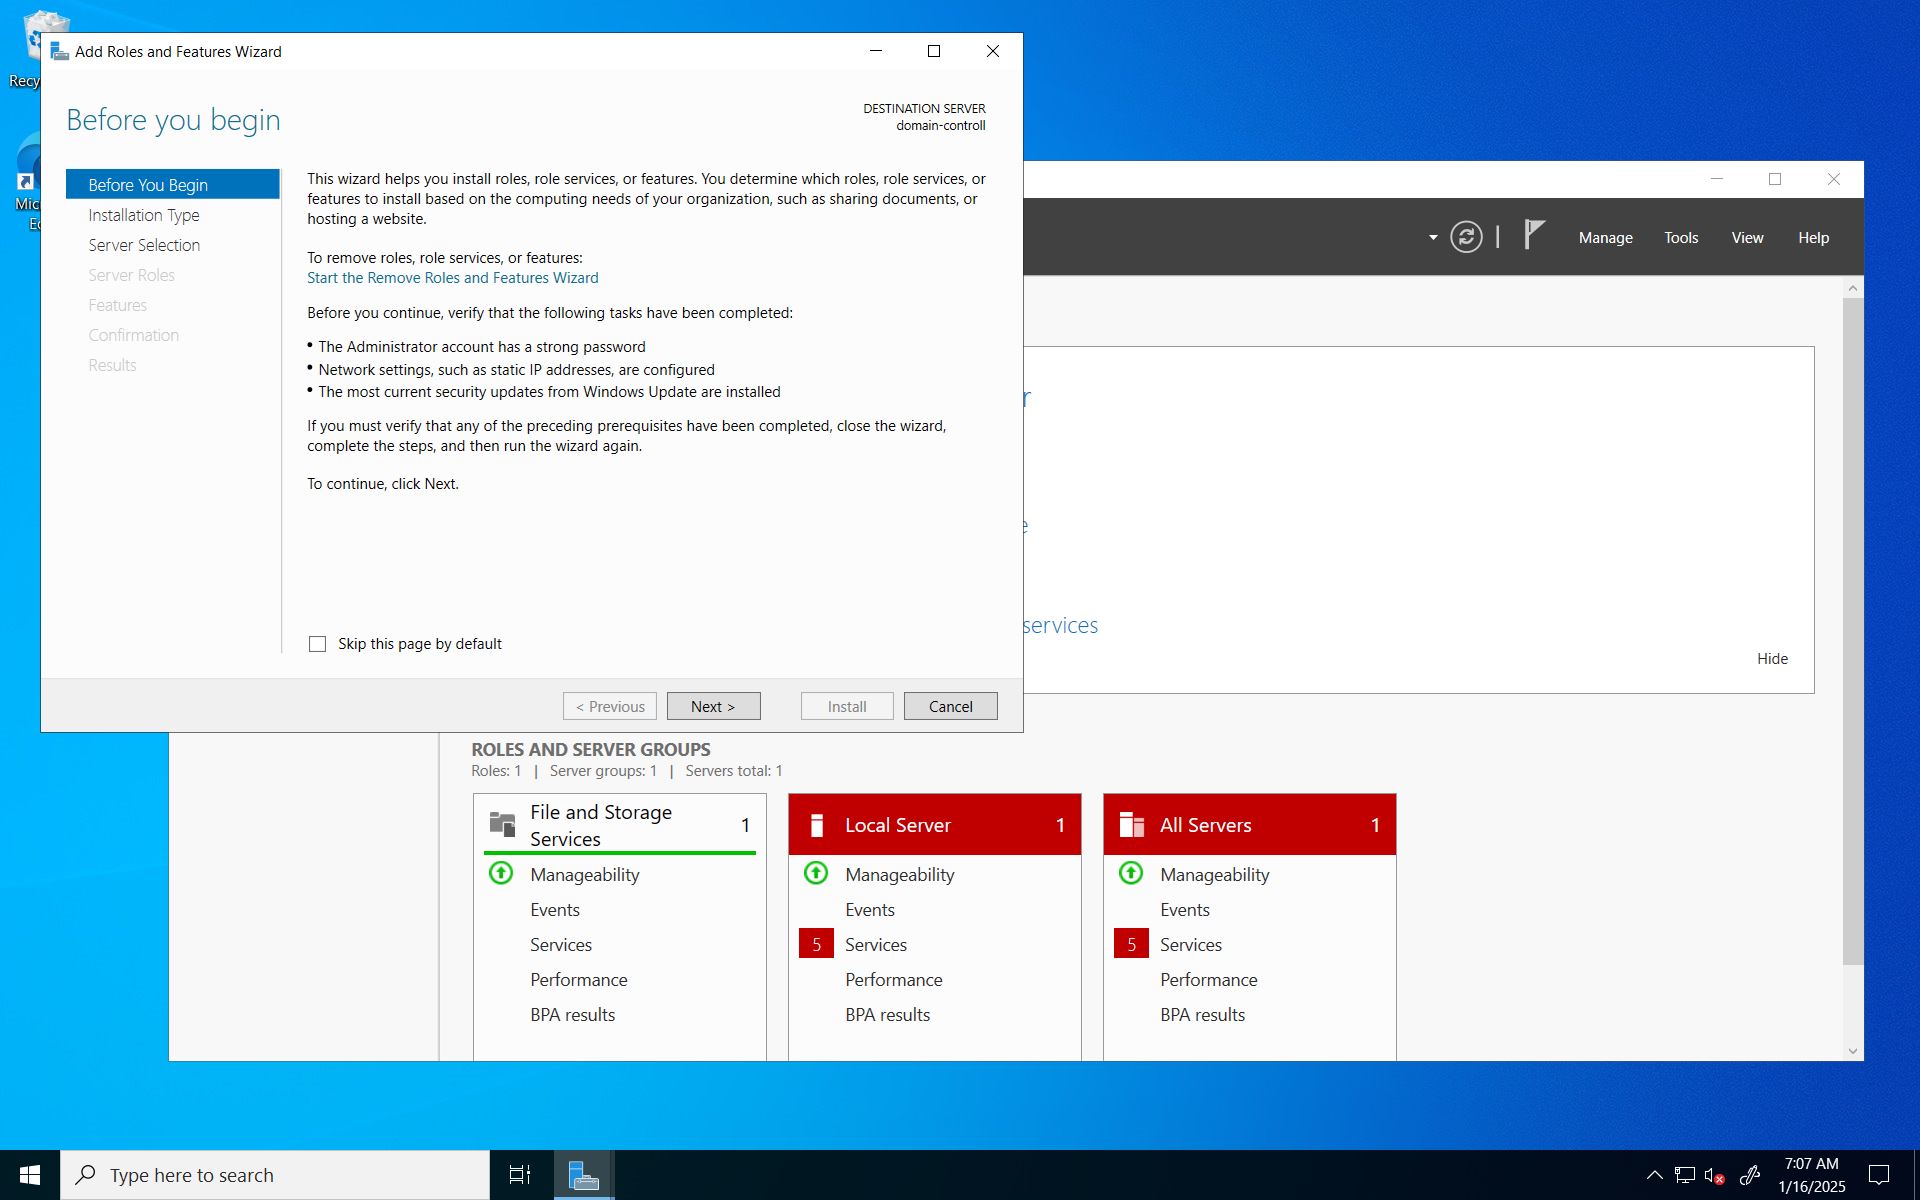 Recy
Mic
Ec
Add Roles and Features Wizard
Before you begin
DESTINATION SERVER
domain-controll
Before You Begin
Installation Type
Server Selection
Server Roles
Features
Confirmation
Results
This wizard helps you install roles, role services, or features. You determine which roles, role services, or
features to install based on the computing needs of your organization, such as sharing documents, or
hosting a website.
To remove roles, role services, or features:
Start the Remove Roles and Features Wizard
Before you continue, verify that the following tasks have been completed:
• The Administrator account has a strong password
• Network settings, such as static IP addresses, are configured
• The most current security updates from Windows Update are installed
If you must verify that any of the preceding prerequisites have been completed, close the wizard,
complete the steps, and then run the wizard again.
To continue, click Next.
Skip this page by default
< Previous
Next >
Install
Cancel
Manage
Tools
View
Help
r
e
services
Hide
ROLES AND SERVER GROUPS
Roles: 1 | Server groups: 1 | Servers total: 1
File and Storage
Services
1
Manageability
Events
Services
Performance
BPA results
Local Server
1
Manageability
Events
5 Services
Performance
BPA results
All Servers
1
Manageability
Events
5 Services
Performance
BPA results
Type here to search
7:07 AM
1/16/2025